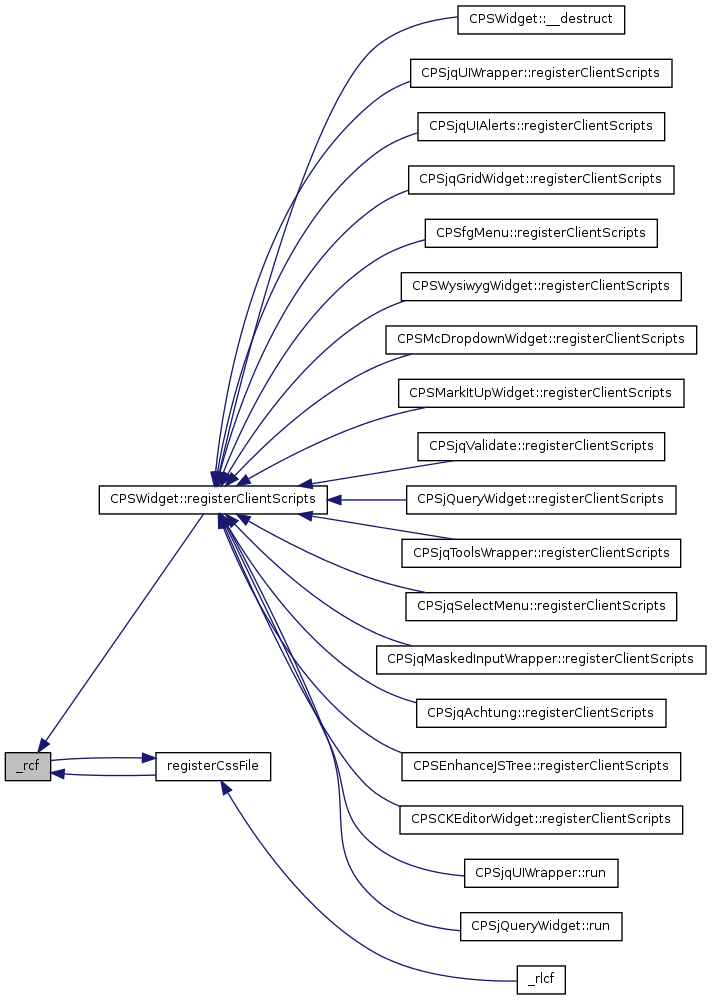 CPSWidget::__destruct
CPSjqUIWrapper::registerClientScripts
CPSjqUIAlerts::registerClientScripts
CPSjqGridWidget::registerClientScripts
CPSfgMenu::registerClientScripts
CPSWysiwygWidget::registerClientScripts
CPSMcDropdownWidget::registerClientScripts
CPSMarkItUpWidget::registerClientScripts
CPSjqValidate::registerClientScripts
CPSWidget::registerClientScripts
CPSjQueryWidget::registerClientScripts
CPSjqToolsWrapper::registerClientScripts
CPSjqSelectMenu::registerClientScripts
CPSjqMaskedInputWrapper::registerClientScripts
CPSjqAchtung::registerClientScripts
_rcf
registerCssFile
CPSEnhanceJSTree::registerClientScripts
CPSCKEditorWidget::registerClientScripts
CPSjqUIWrapper::run
CPSjQueryWidget::run
_rlcf